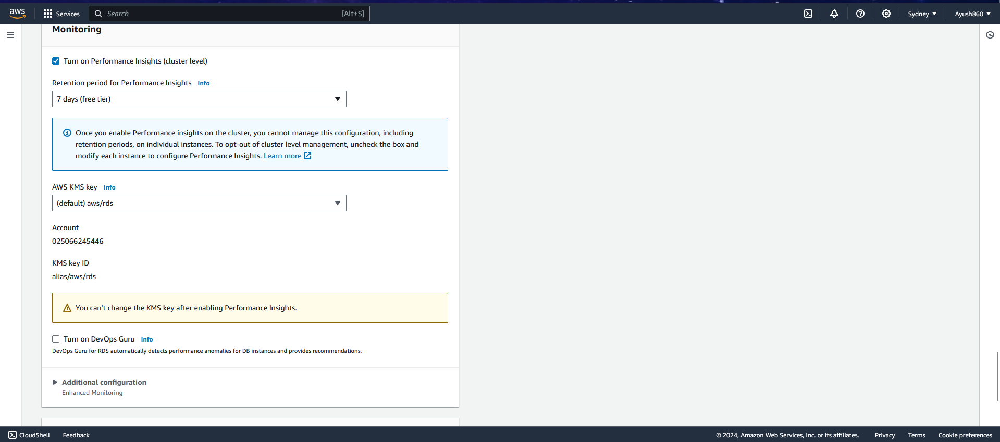 aws
Services
Search
[Alt+S]
Sydney
Ayush860
Monitoring
Turn on Performance Insights (cluster level)
Retention period for Performance Insights Info
7 days (free tier)
Once you enable Performance insights on the cluster, you cannot manage this configuration, including
retention periods, on individual instances. To opt-out of cluster level management, uncheck the box and
modify each instance to configure Performance Insights. Learn more
AWS KMS key Info
(default) aws/rds
Account
025066245446
KMS key ID
alias/aws/rds
You can't change the KMS key after enabling Performance Insights.
Turn on DevOps Guru Info
DevOps Guru for RDS automatically detects performance anomalies for DB instances and provides recommendations.
Additional configuration
Enhanced Monitoring
CloudShell
Feedback
© 2024, Amazon Web Services, Inc. or its affiliates.
Privacy
Terms
Cookie preferences